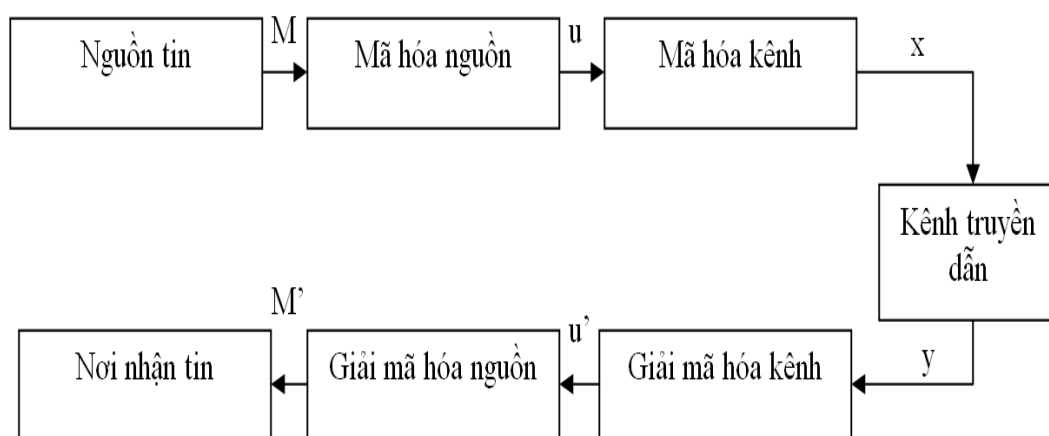 Nguồn tin
M
Mã hóa nguồn
u
Mã hóa kênh
x
Kênh truyền
dẫn
M’
Nơi nhận tin
Giải mã hóa nguồn
u’
Giải mã hóa kênh
y